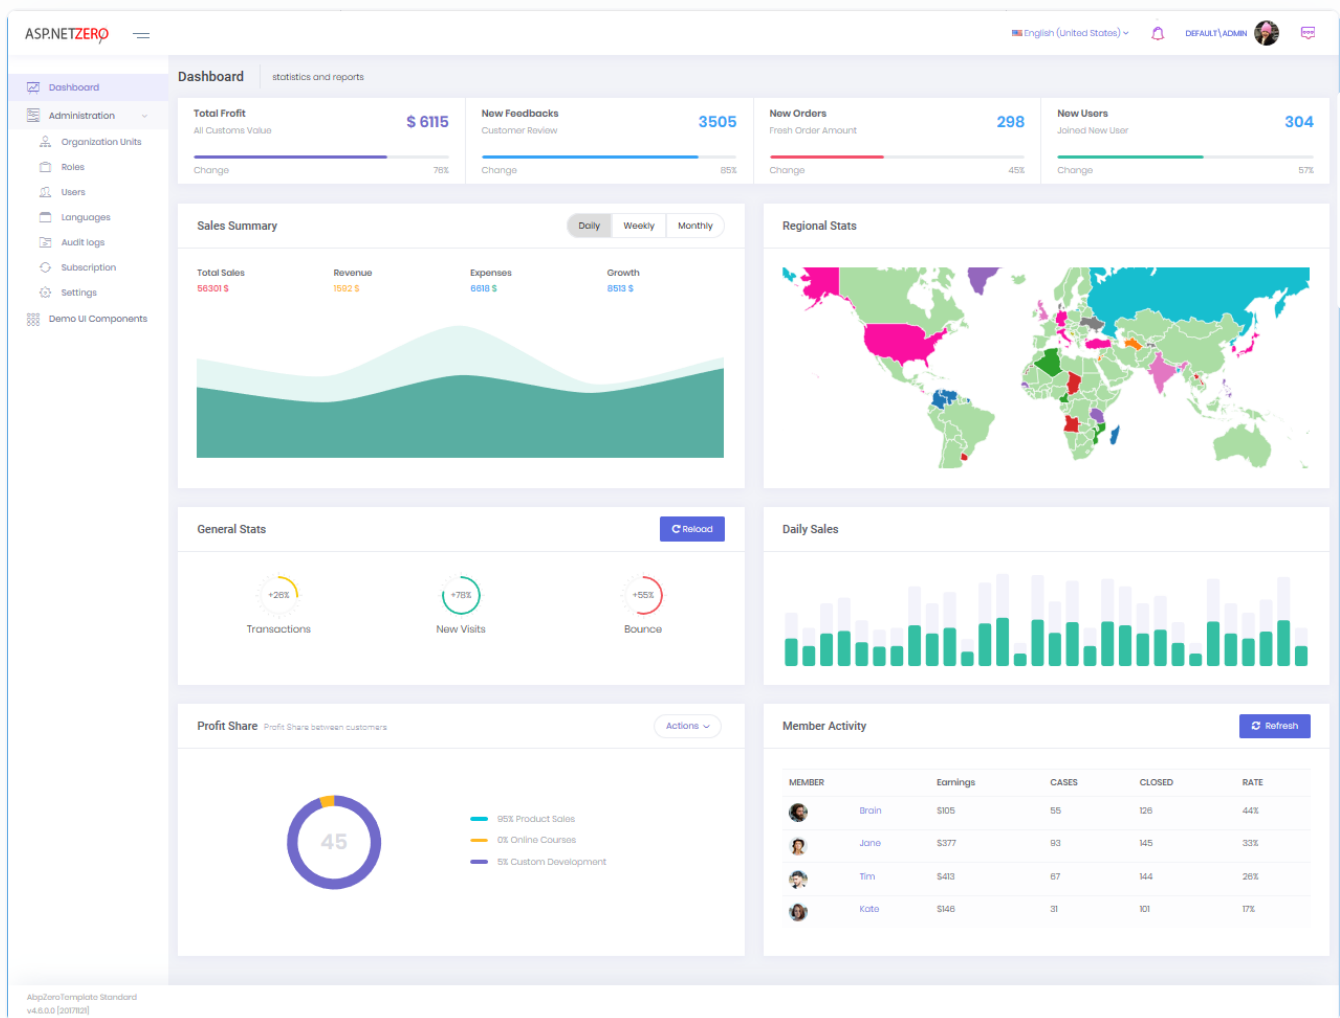 ASP.NETZERO
English (United States)
DEFAULT\ADMIN
Dashboard
Administration
Organization Units
Roles
Users
Languages
Audit logs
Subscription
Settings
Demo UI Components
Dashboard
statistics and reports
Total Frofit
All Customs Value
$ 6115
Change
76%
New Feedbacks
Customer Review
3505
Change
85%
New Orders
Fresh Order Amount
298
Change
45%
New Users
Joined New User
304
Change
57%
Sales Summary
Daily Weekly Monthly
Total Sales Revenue Expenses Growth
56301 $ 1592 $ 6618 $ 8513 $
Regional Stats
General Stats
Reload
+26% +78% +55%
Transactions New Visits Bounce
Daily Sales
Profit Share Profit Share between customers
Actions
45
95% Product Sales
0% Online Courses
5% Custom Development
Member Activity
Refresh
MEMBER Earnings CASES CLOSED RATE
Brain $105 55 126 44%
Jane $377 93 145 33%
Tim $413 67 144 26%
Kate $146 31 101 17%
AbpZeroTemplate Standard
v4.6.0.0 [20171121]